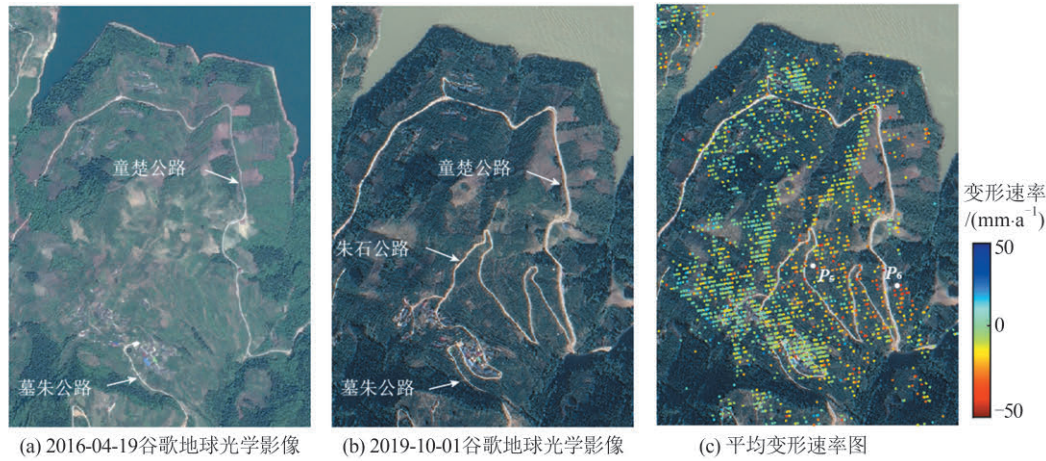 童楚公路
墓朱公路
(a) 2016-04-19谷歌地球光学影像
童楚公路
朱石公路
墓朱公路
(b) 2019-10-01谷歌地球光学影像
P₅
P₆
(c) 平均变形速率图
变形速率
/(mm·a⁻¹)
50
0
−50